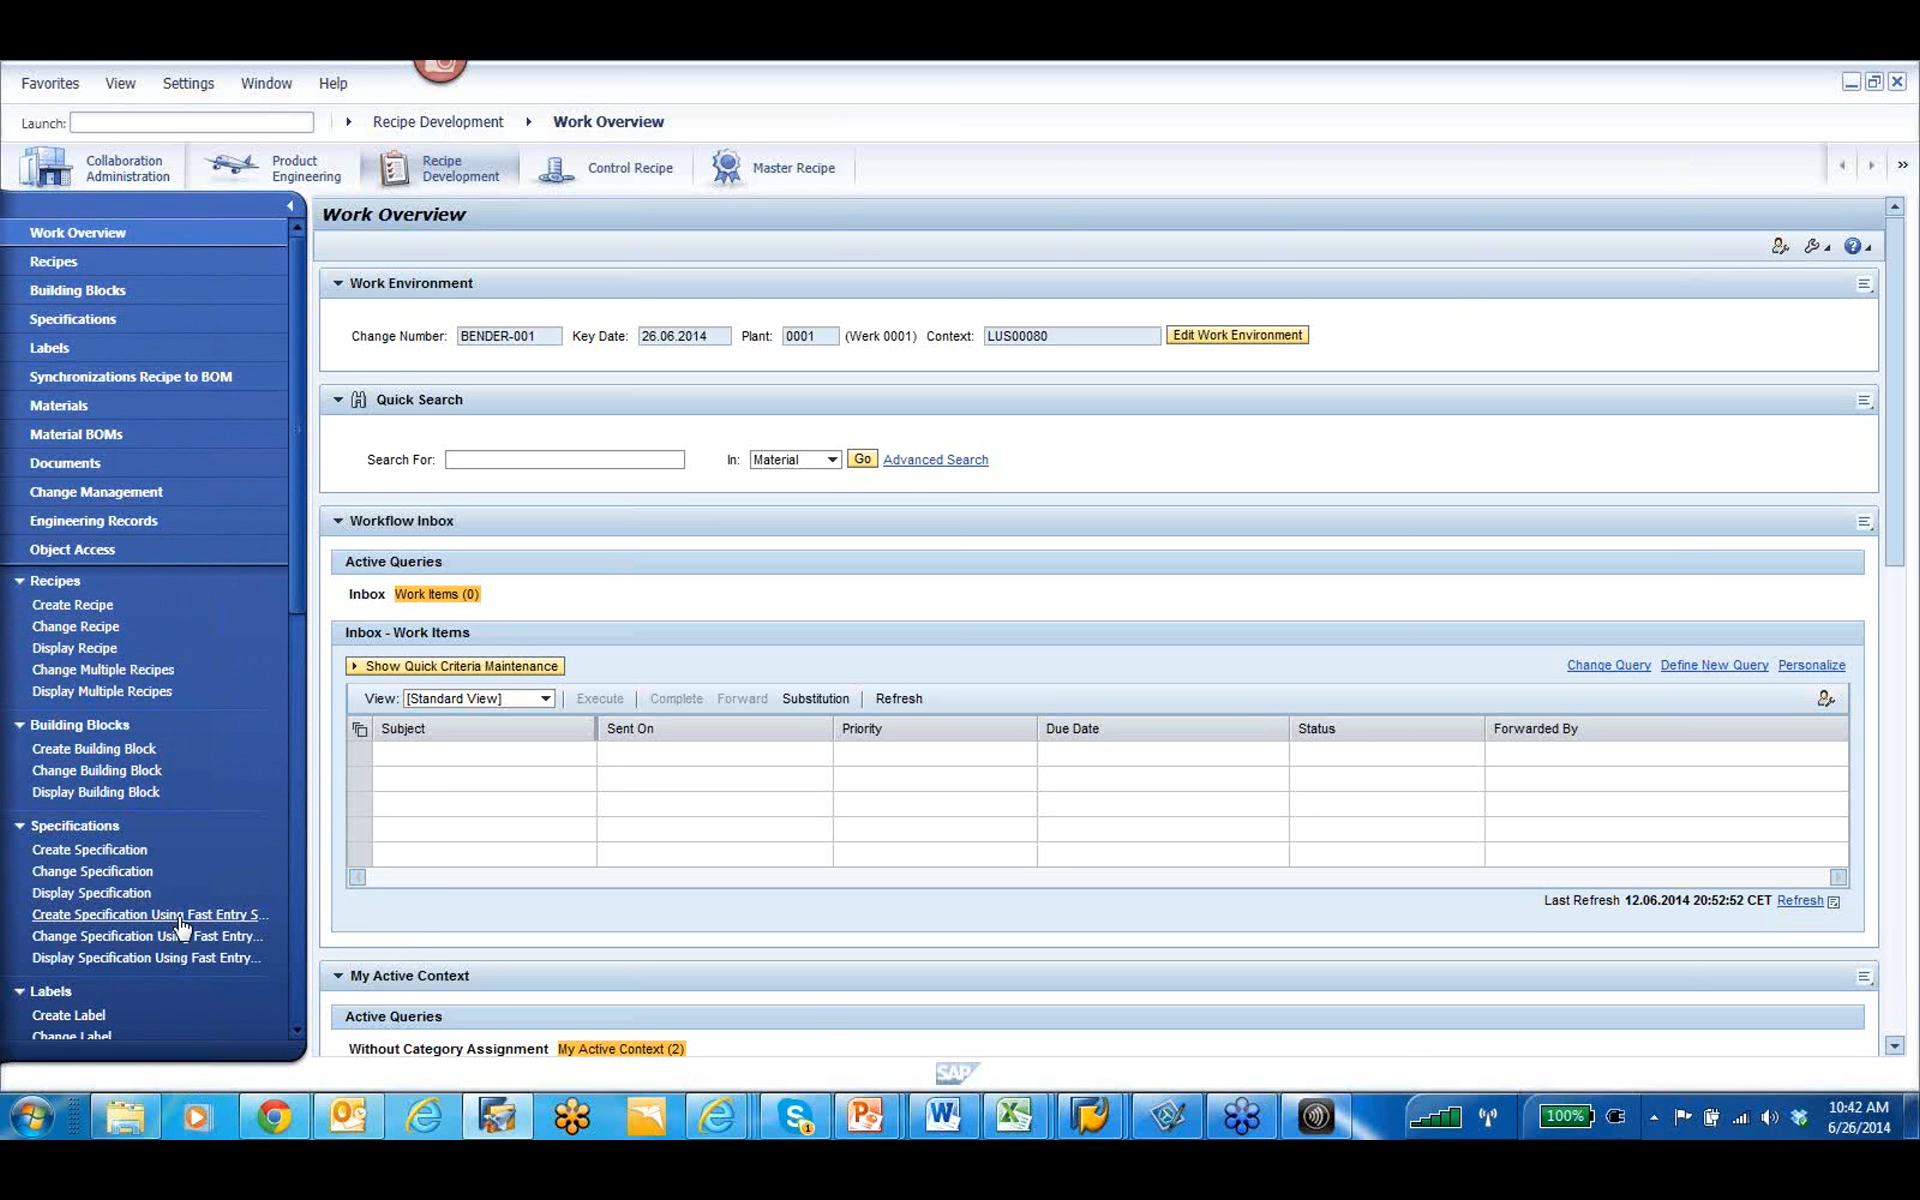 Favorites View Settings Window Help
Launch: Recipe Development Work Overview
Collaboration Administration
Product Engineering
Recipe Development
Control Recipe
Master Recipe
Work Overview
Recipes
Building Blocks
Specifications
Labels
Synchronizations Recipe to BOM
Materials
Material BOMs
Documents
Change Management
Engineering Records
Object Access
Recipes
Create Recipe
Change Recipe
Display Recipe
Change Multiple Recipes
Display Multiple Recipes
Building Blocks
Create Building Block
Change Building Block
Display Building Block
Specifications
Create Specification
Change Specification
Display Specification
Create Specification Using Fast Entry S...
Change Specification Using Fast Entry...
Display Specification Using Fast Entry...
Labels
Create Label
Change Label
Work Overview
Work Environment
Change Number: BENDER-001 Key Date: 26.06.2014 Plant: 0001 (Werk 0001) Context: LUS00080 Edit Work Environment
Quick Search
Search For: In: Material Go Advanced Search
Workflow Inbox
Active Queries
Inbox Work Items (0)
Inbox - Work Items
Show Quick Criteria Maintenance Change Query Define New Query Personalize
View: [Standard View] Execute Complete Forward Substitution Refresh
Subject Sent On Priority Due Date Status Forwarded By
Last Refresh 12.06.2014 20:52:52 CET Refresh
My Active Context
Active Queries
Without Category Assignment My Active Context (2)
SAP
100%
10:42 AM
6/26/2014